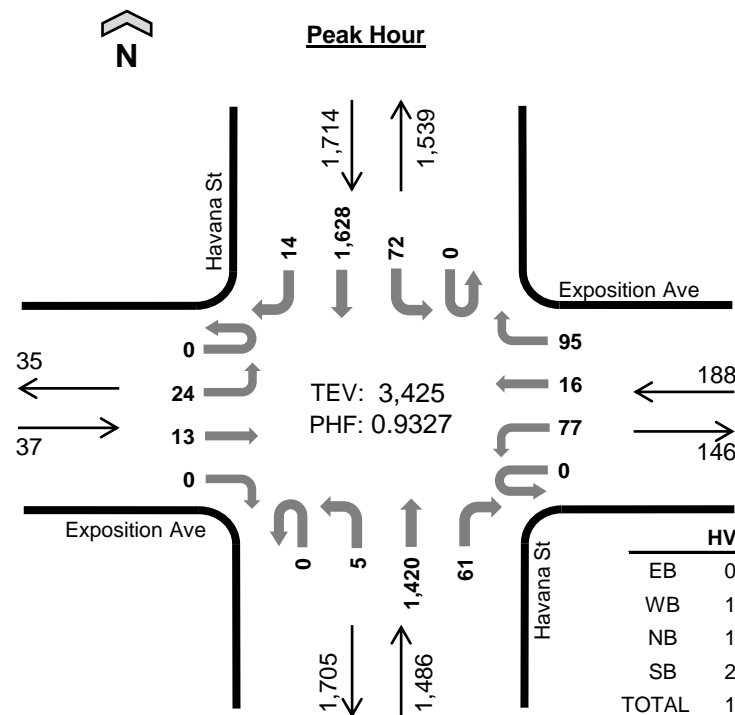 Peak Hour
N
1,714
1,539
Havana St
14
1,628
72
0
Exposition Ave
0
24
13
0
35
37
TEV: 3,425
PHF: 0.9327
95
16
77
0
188
146
Exposition Ave
0
5
1,420
61
Havana St
1,705
1,486
HV
EB 0
WB 1
NB 1
SB 2
TOTAL 1